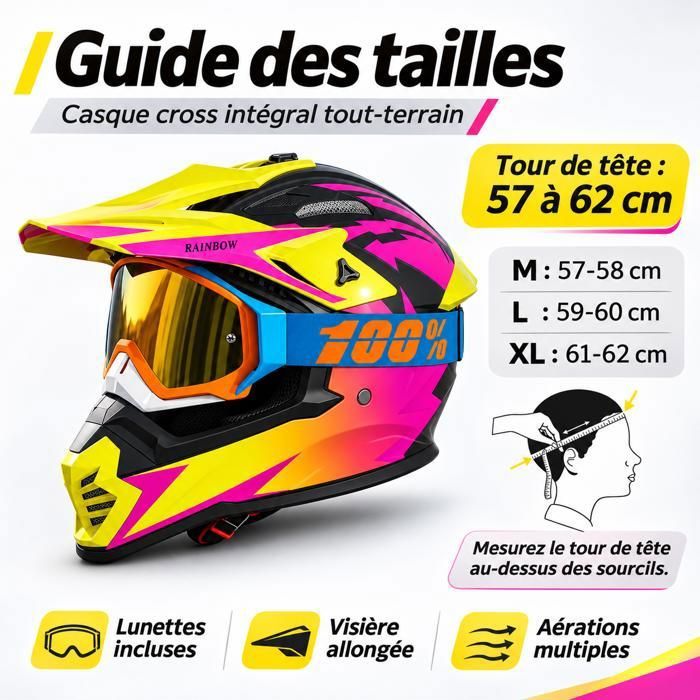 Guide des tailles
Casque cross intégral tout-terrain
Tour de tête :
57 à 62 cm
M : 57-58 cm
L : 59-60 cm
XL : 61-62 cm
RAINBOW
100%
Mesurez le tour de tête
au-dessus des sourcils.
Lunettes
incluses
Visière
allongée
Aérations
multiples